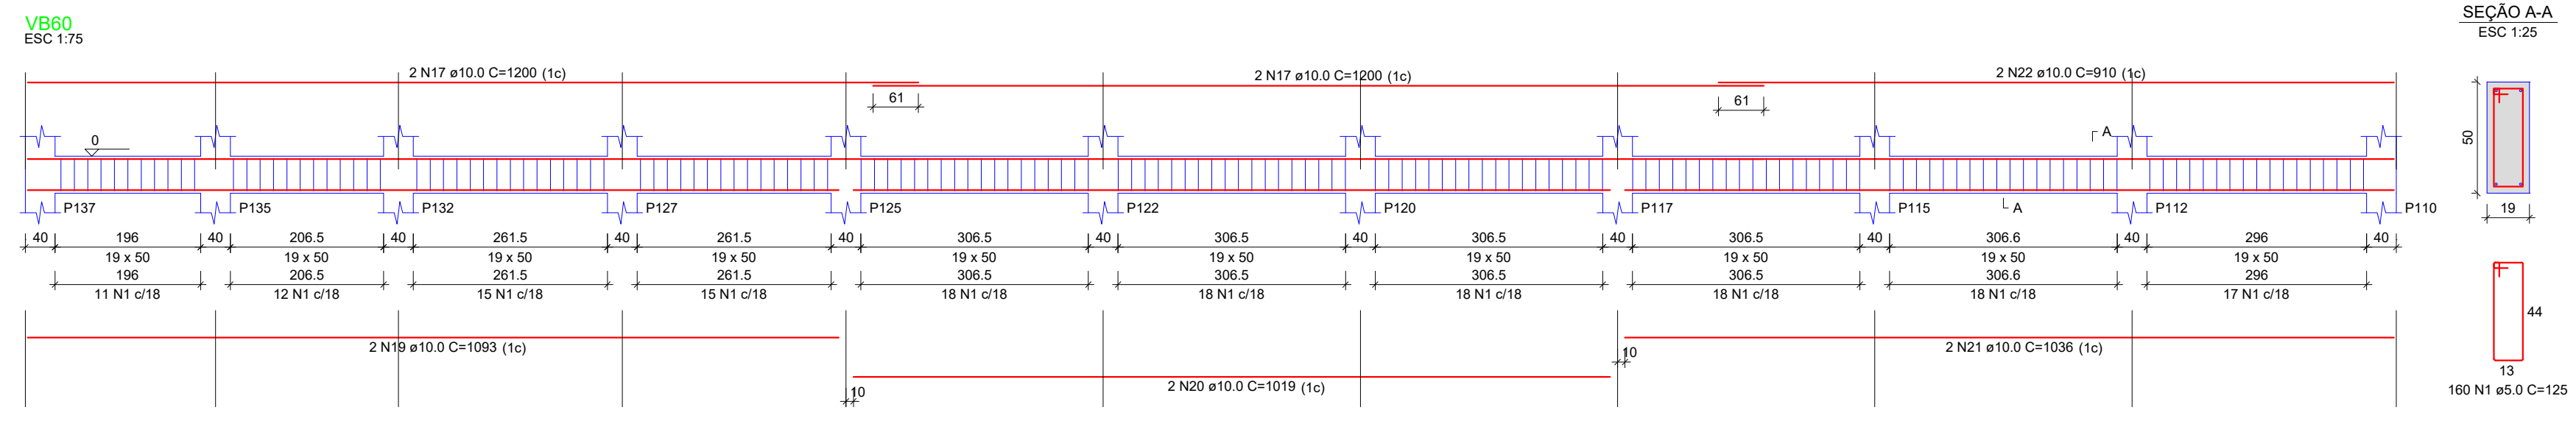 VB60
ESC 1:75
SEÇÃO A-A
ESC 1:25
2 N17 ø10.0 C=1200 (1c)
2 N17 ø10.0 C=1200 (1c)
2 N22 ø10.0 C=910 (1c)
61
61
0
A
50
P137
P135
P132
P127
P125
P122
P120
P117
P115
A
P112
P110
19
40 196 40 206.5 40 261.5 40 261.5 40 306.5 40 306.5 40 306.5 40 306.5 40 306.6 40 296 40
19 x 50 19 x 50 19 x 50 19 x 50 19 x 50 19 x 50 19 x 50 19 x 50 19 x 50 19 x 50
196 206.5 261.5 261.5 306.5 306.5 306.5 306.5 306.6 296
11 N1 c/18 12 N1 c/18 15 N1 c/18 15 N1 c/18 18 N1 c/18 18 N1 c/18 18 N1 c/18 18 N1 c/18 18 N1 c/18 17 N1 c/18
44
2 N19 ø10.0 C=1093 (1c)
10
2 N21 ø10.0 C=1036 (1c)
13
10
2 N20 ø10.0 C=1019 (1c)
160 N1 ø5.0 C=125